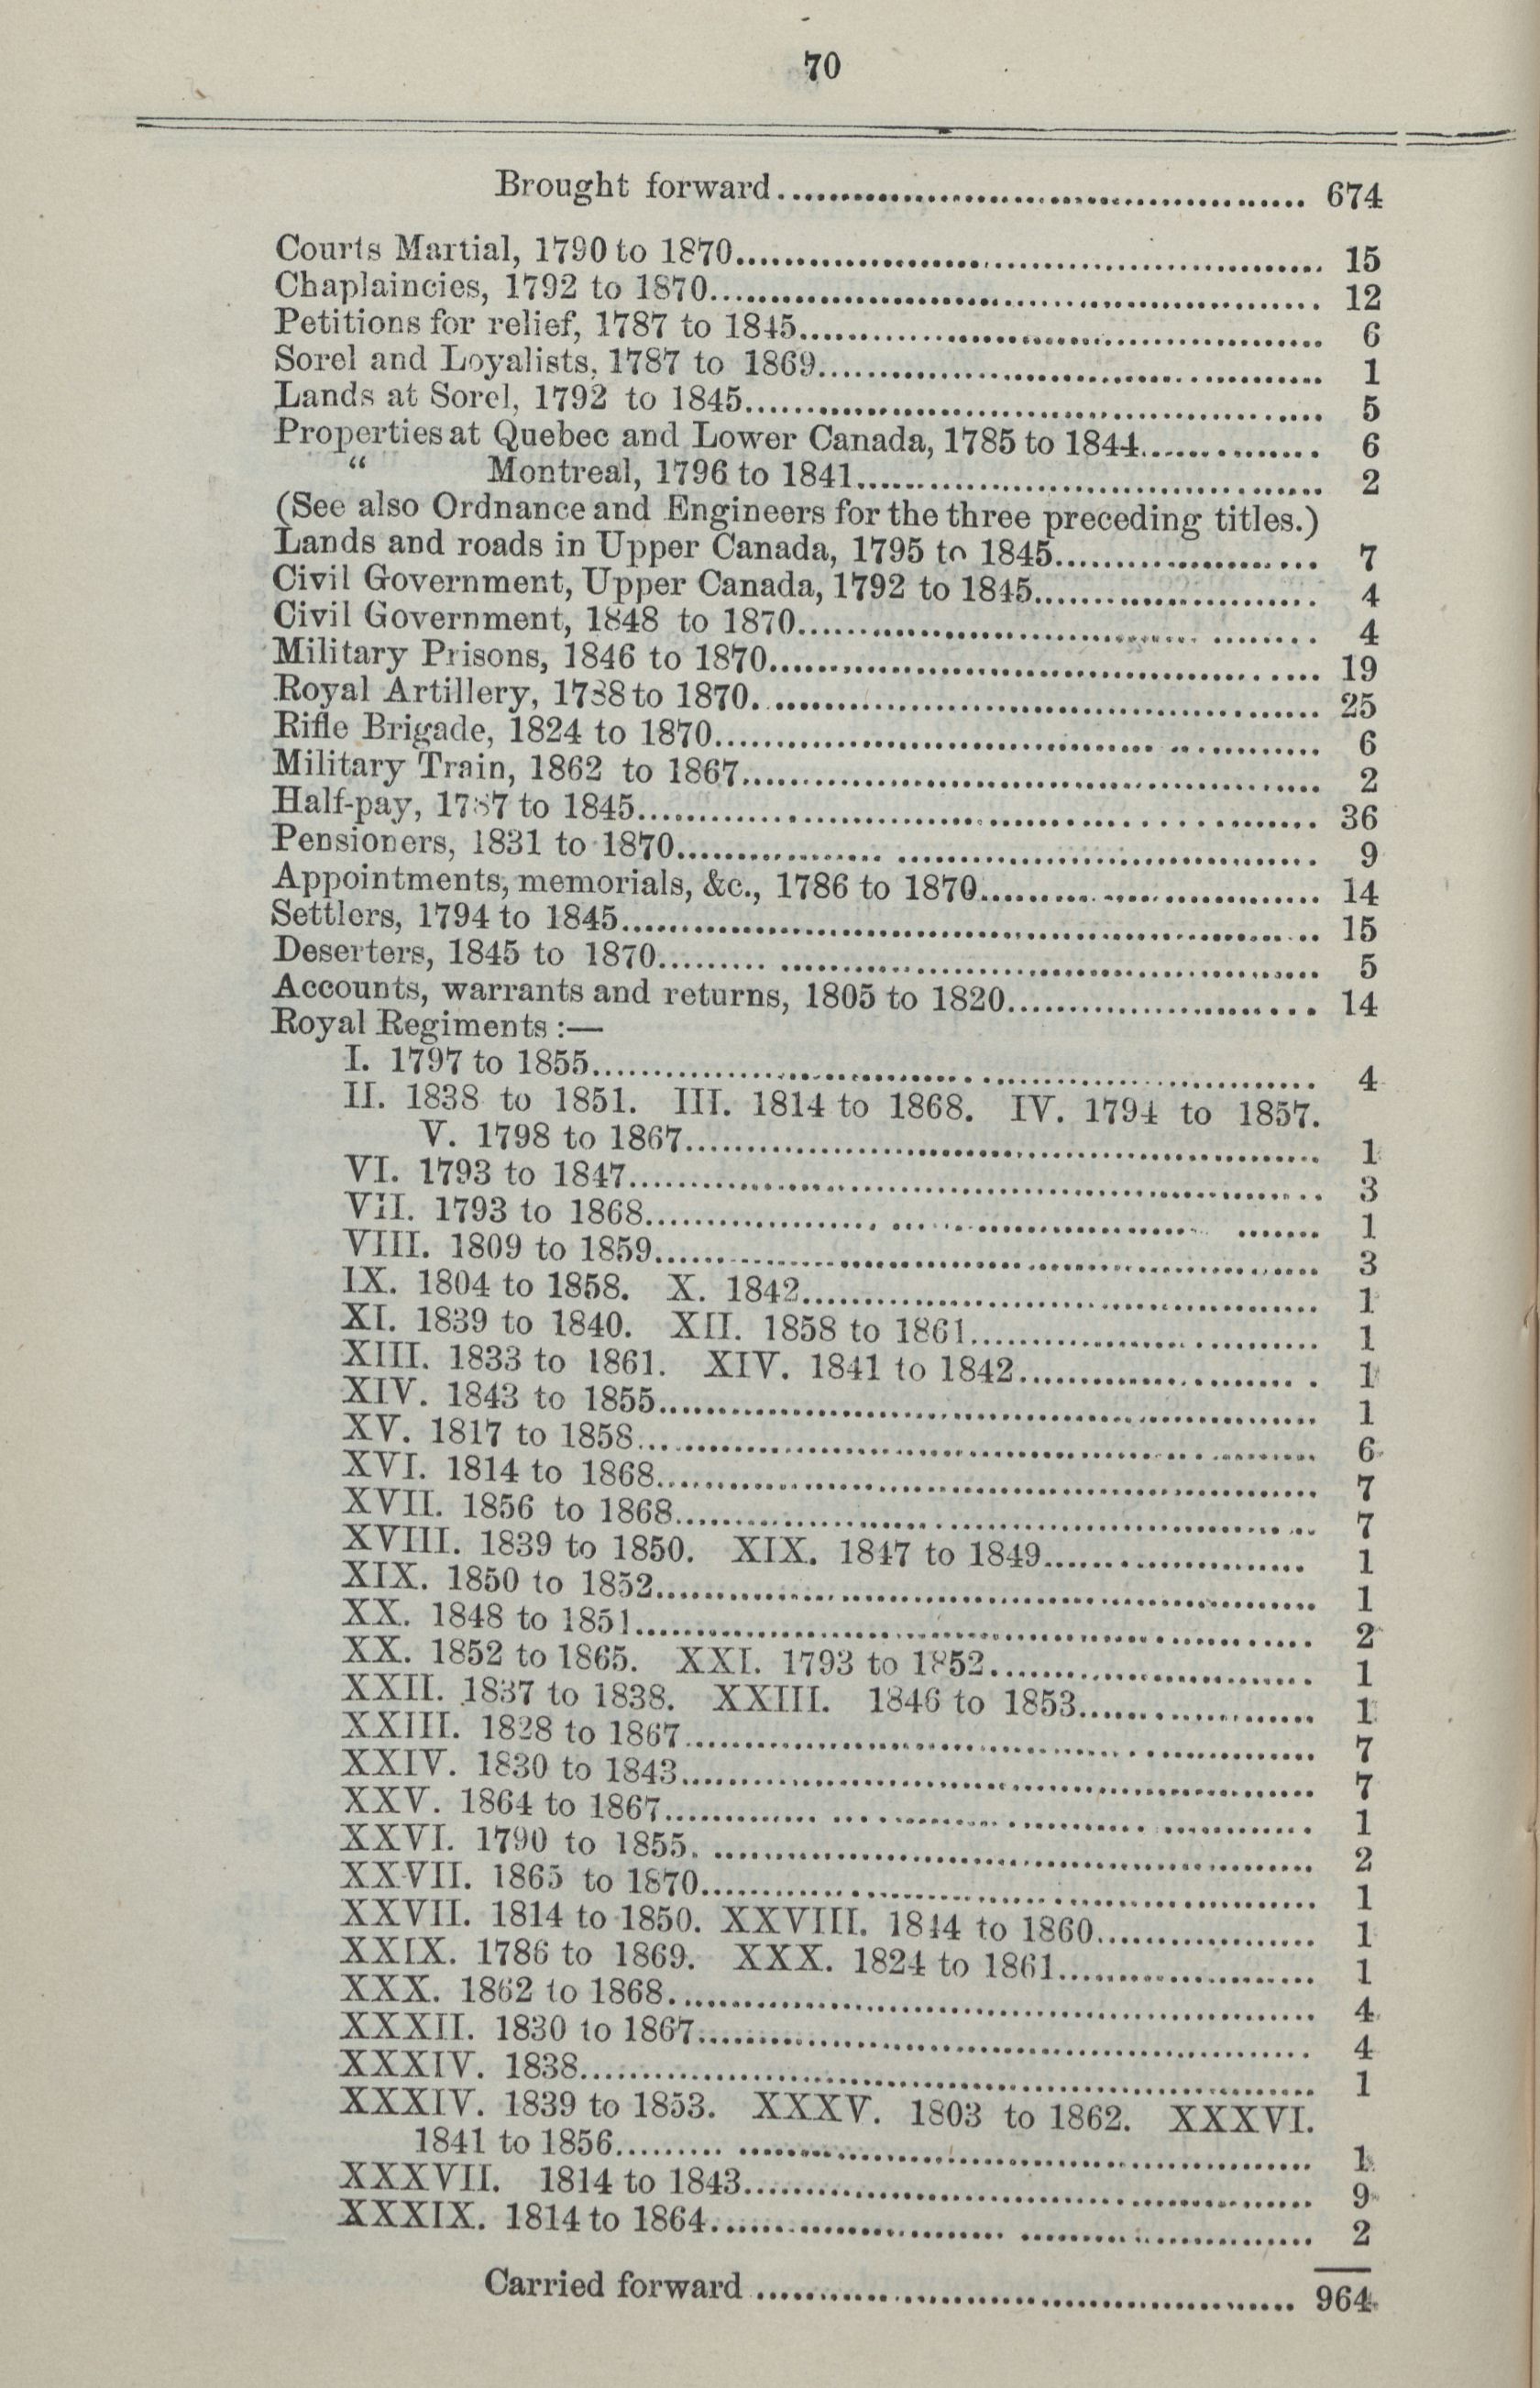 70
Brought forward........................................ 674
Courts Martial, 1790 to 1870........................................ 15
Chaplaincies, 1792 to 1870........................................ 12
Petitions for relief, 1787 to 1845........................................ 6
Sorel and Loyalists, 1787 to 1869........................................ 1
Lands at Sorel, 1792 to 1845........................................ 5
Properties at Quebec and Lower Canada, 1785 to 1844............... 6
“ Montreal, 1796 to 1841........................................ 2
(See also Ordnance and Engineers for the three preceding titles.)
Lands and roads in Upper Canada, 1795 to 1845.................... 7
Civil Government, Upper Canada, 1792 to 1845.................... 4
Civil Government, 1848 to 1870........................................ 4
Military Prisons, 1846 to 1870........................................ 19
Royal Artillery, 1788 to 1870........................................ 25
Rifle Brigade, 1824 to 1870........................................ 6
Military Train, 1862 to 1867........................................ 2
Half-pay, 1787 to 1845........................................ 36
Pensioners, 1831 to 1870........................................ 9
Appointments, memorials, &c., 1786 to 1870.................... 14
Settlers, 1794 to 1845........................................ 15
Deserters, 1845 to 1870........................................ 5
Accounts, warrants and returns, 1805 to 1820.................... 14
Royal Regiments :—
I. 1797 to 1855........................................ 4
II. 1838 to 1851. III. 1814 to 1868. IV. 1794 to 1857.
V. 1798 to 1867........................................ 1
VI. 1793 to 1847........................................ 3
VII. 1793 to 1868........................................ 1
VIII. 1809 to 1859........................................ 3
IX. 1804 to 1858. X. 1842........................................ 1
XI. 1839 to 1840. XII. 1858 to 1861.................... 1
XIII. 1833 to 1861. XIV. 1841 to 1842.................... 1
XIV. 1843 to 1855........................................ 1
XV. 1817 to 1858........................................ 6
XVI. 1814 to 1868........................................ 7
XVII. 1856 to 1868........................................ 7
XVIII. 1839 to 1850. XIX. 1847 to 1849.................... 1
XIX. 1850 to 1852........................................ 1
XX. 1848 to 1851........................................ 2
XX. 1852 to 1865. XXI. 1793 to 1852.................... 1
XXII. 1837 to 1838. XXIII. 1846 to 1853.................... 1
XXIII. 1828 to 1867........................................ 7
XXIV. 1830 to 1843........................................ 7
XXV. 1864 to 1867........................................ 1
XXVI. 1790 to 1855........................................ 2
XXVII. 1865 to 1870........................................ 1
XXVII. 1814 to 1850. XXVIII. 1844 to 1860.................... 1
XXIX. 1786 to 1869. XXX. 1824 to 1861.................... 1
XXX. 1862 to 1868........................................ 4
XXXII. 1830 to 1867........................................ 4
XXXIV. 1838........................................ 1
XXXIV. 1839 to 1853. XXXV. 1803 to 1862. XXXVI.
1841 to 1856........................................ 1
XXXVII. 1814 to 1843........................................ 9
XXXIX. 1814 to 1864........................................ 2
Carried forward ........................................ 964